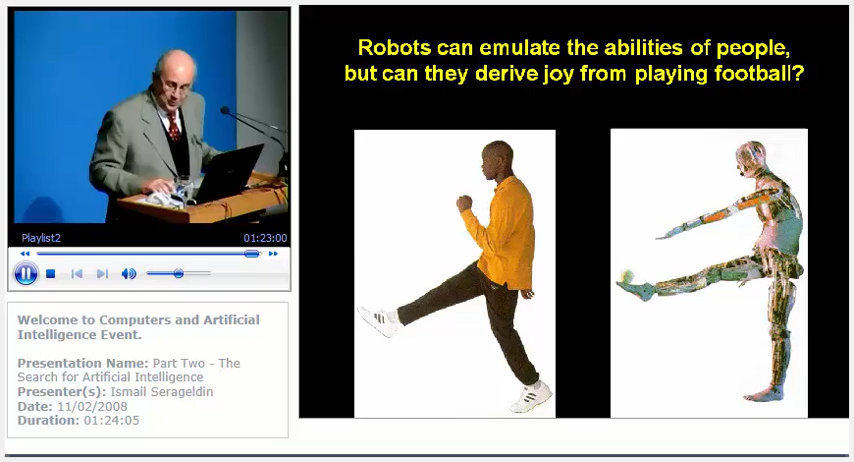 Robots can emulate the abilities of people,
but can they derive joy from playing football?
Playlist2
01:23:00
Welcome to Computers and Artificial
Intelligence Event.
Presentation Name: Part Two - The
Search for Artificial Intelligence
Presenter(s): Ismail Serageldin
Date: 11/02/2008
Duration: 01:24:05